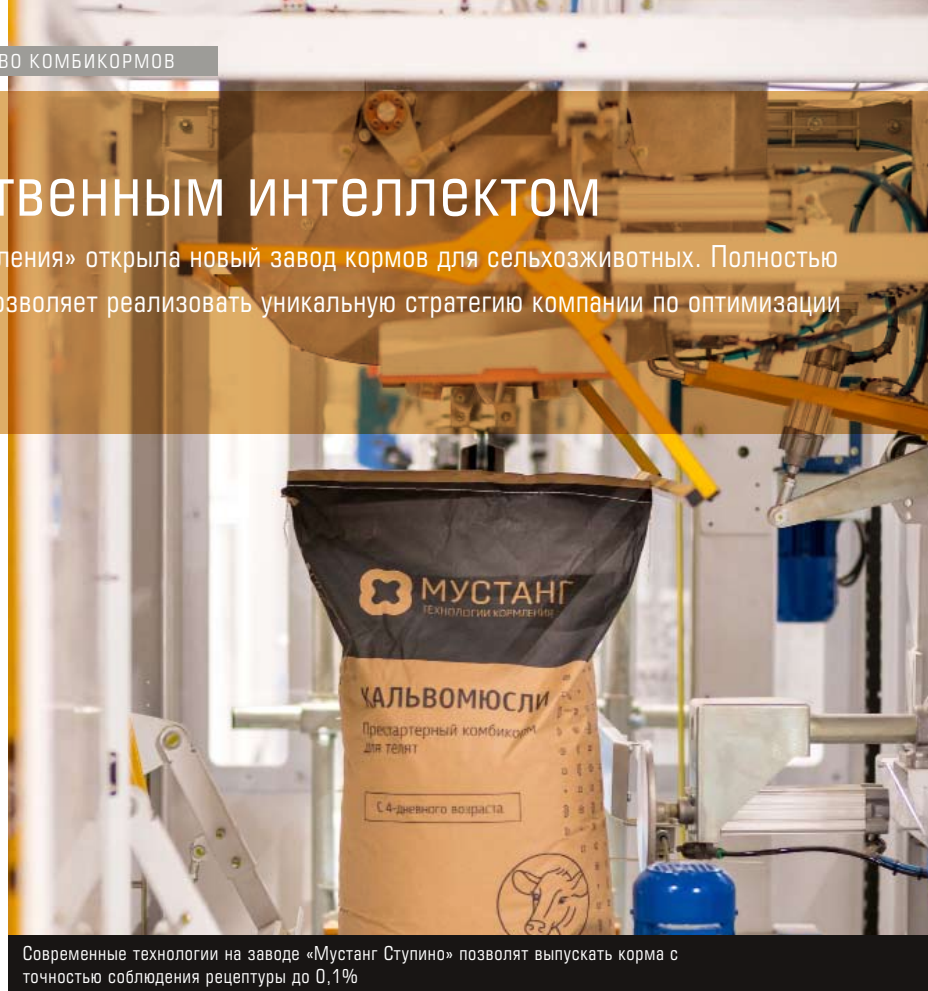 ВО КОМБИКОРМОВ
твенным интеллектом
ления» открыла новый завод кормов для сельхозживотных. Полностью
озволяет реализовать уникальную стратегию компании по оптимизации
МУСТАНГ
ТЕХНОЛОГИИ КОРМЛЕНИЯ
КАЛЬВОМЮСЛИ
Престартерный комбикорм
для телят
С 4-дневного возраста
Современные технологии на заводе «Мустанг Ступино» позволят выпускать корма с
точностью соблюдения рецептуры до 0,1%